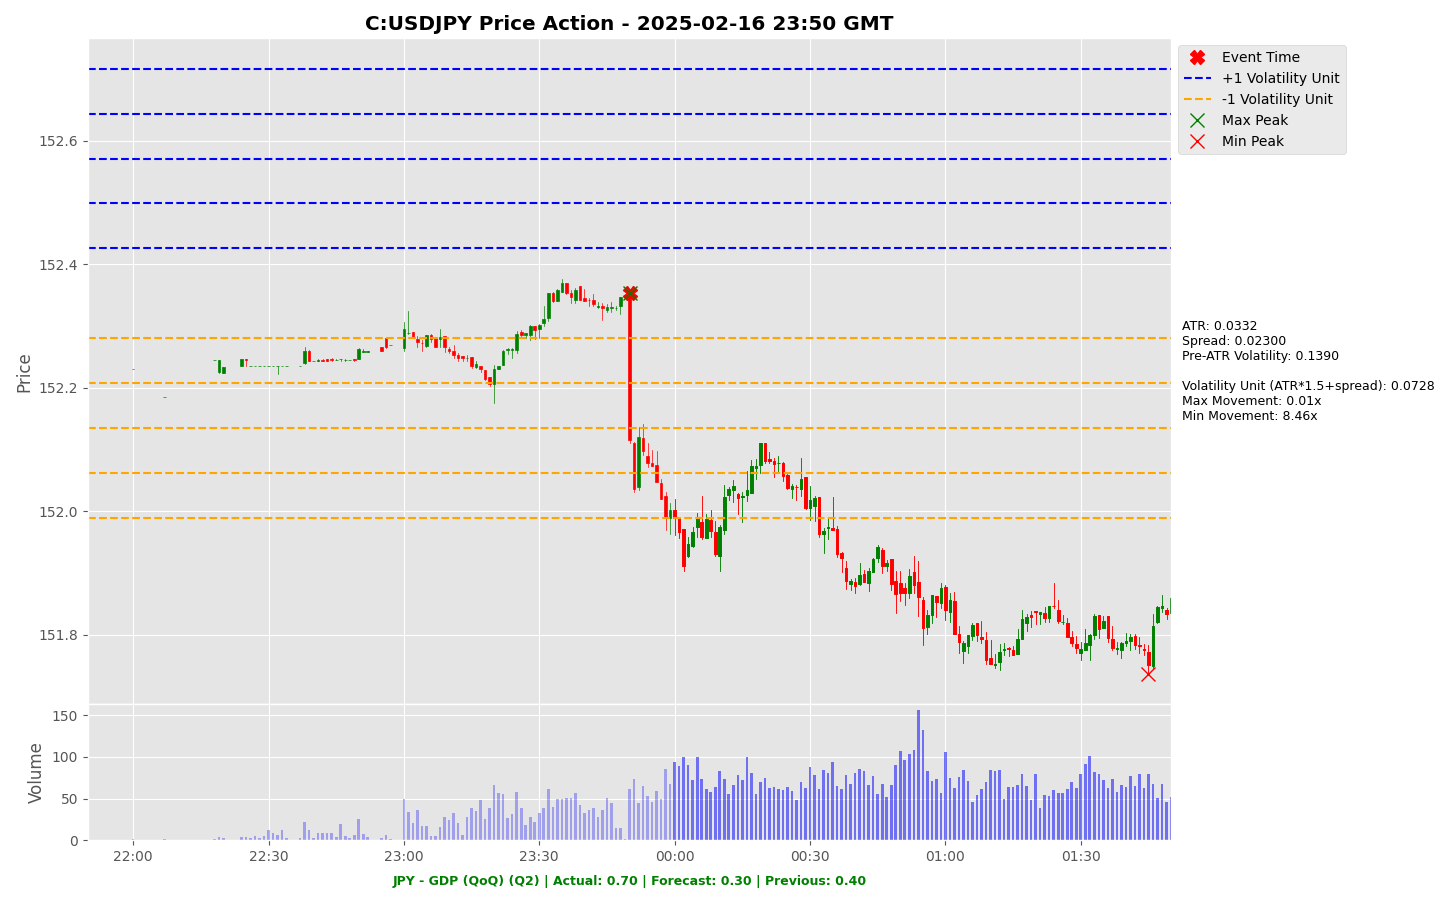 C:USDJPY Price Action - 2025-02-16 23:50 GMT
Event Time
+1 Volatility Unit
-1 Volatility Unit
Max Peak
Min Peak
Price
152.6
152.4
152.2
152.0
151.8
ATR: 0.0332
Spread: 0.02300
Pre-ATR Volatility: 0.1390
Volatility Unit (ATR*1.5+spread): 0.0728
Max Movement: 0.01x
Min Movement: 8.46x
Volume
150
100
50
0
22:00 22:30 23:00 23:30 00:00 00:30 01:00 01:30
JPY - GDP (QoQ) (Q2) | Actual: 0.70 | Forecast: 0.30 | Previous: 0.40